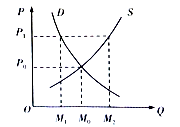 P D S
P₁
P₀
O M₁ M₀ M₂ Q